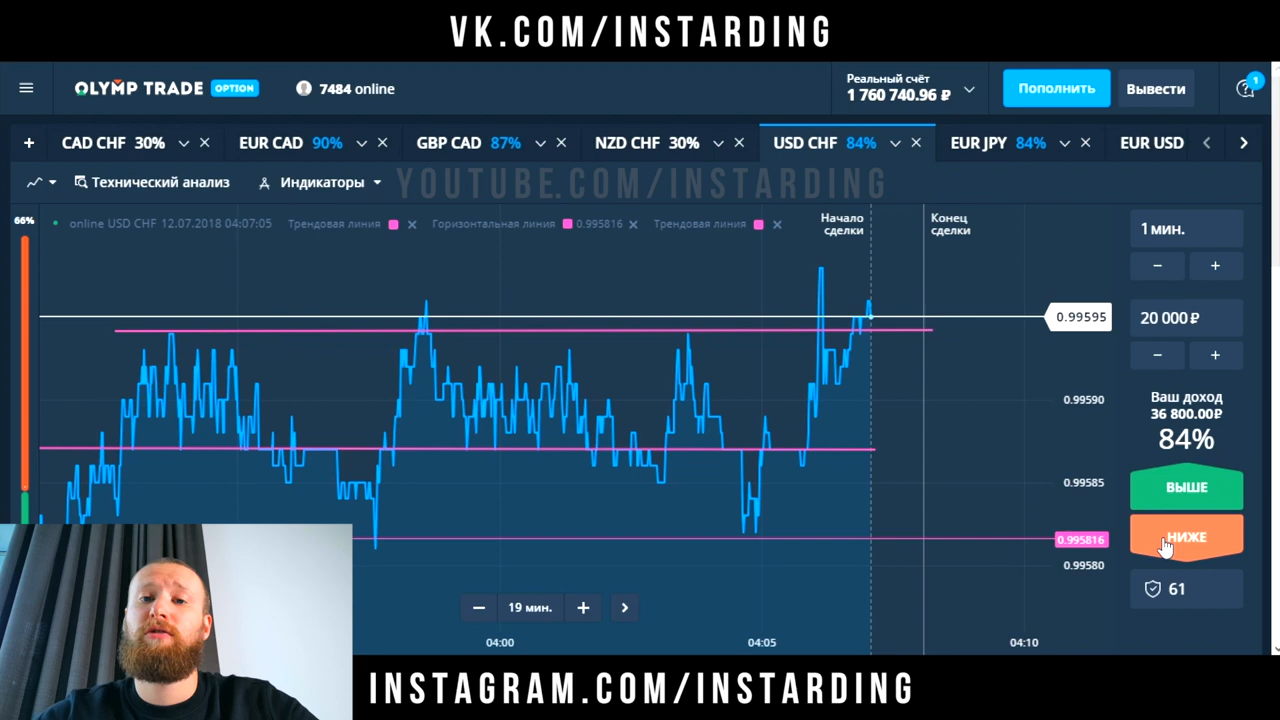 VK.COM/INSTARDING
OLYMP TRADE OPTION
7484 online
Реальный счёт
1 760 740.96 ₽
Пополнить
Вывести
1
+ CAD CHF 30%
EUR CAD 90%
GBP CAD 87%
NZD CHF 30%
USD CHF 84%
EUR JPY 84%
EUR USD
Технический анализ
Индикаторы
YOUTUBE.COM/INSTARDING
66%
online USD CHF 12.07.2018 04:07:05
Трендовая линия
Горизонтальная линия 0.995816
Трендовая линия
Начало
сделки
Конец
сделки
1 мин.
− +
0.99595
20 000 ₽
− +
0.99590
Ваш доход
36 800.00₽
84%
0.99585
ВЫШЕ
0.995816
НИЖЕ
0.99580
61
− 19 мин. +
04:00
04:05
04:10
INSTAGRAM.COM/INSTARDING